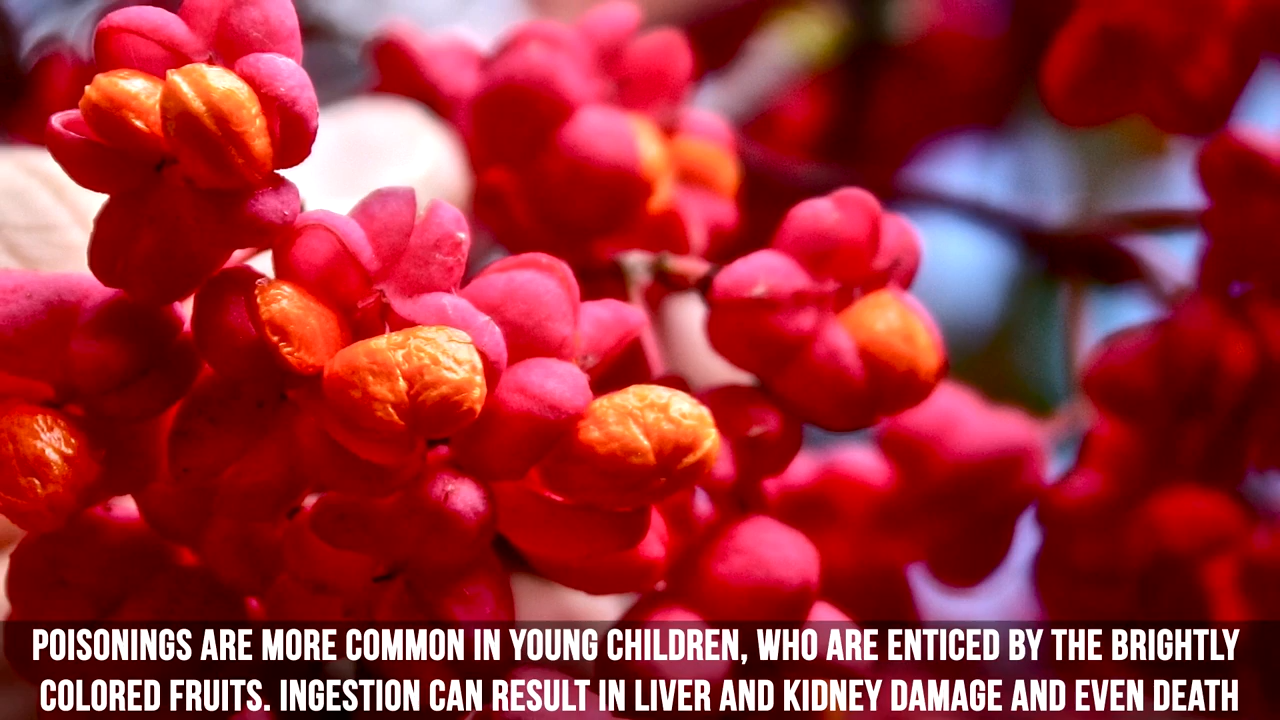 POISONINGS ARE MORE COMMON IN YOUNG CHILDREN, WHO ARE ENTICED BY THE BRIGHTLY
COLORED FRUITS. INGESTION CAN RESULT IN LIVER AND KIDNEY DAMAGE AND EVEN DEATH